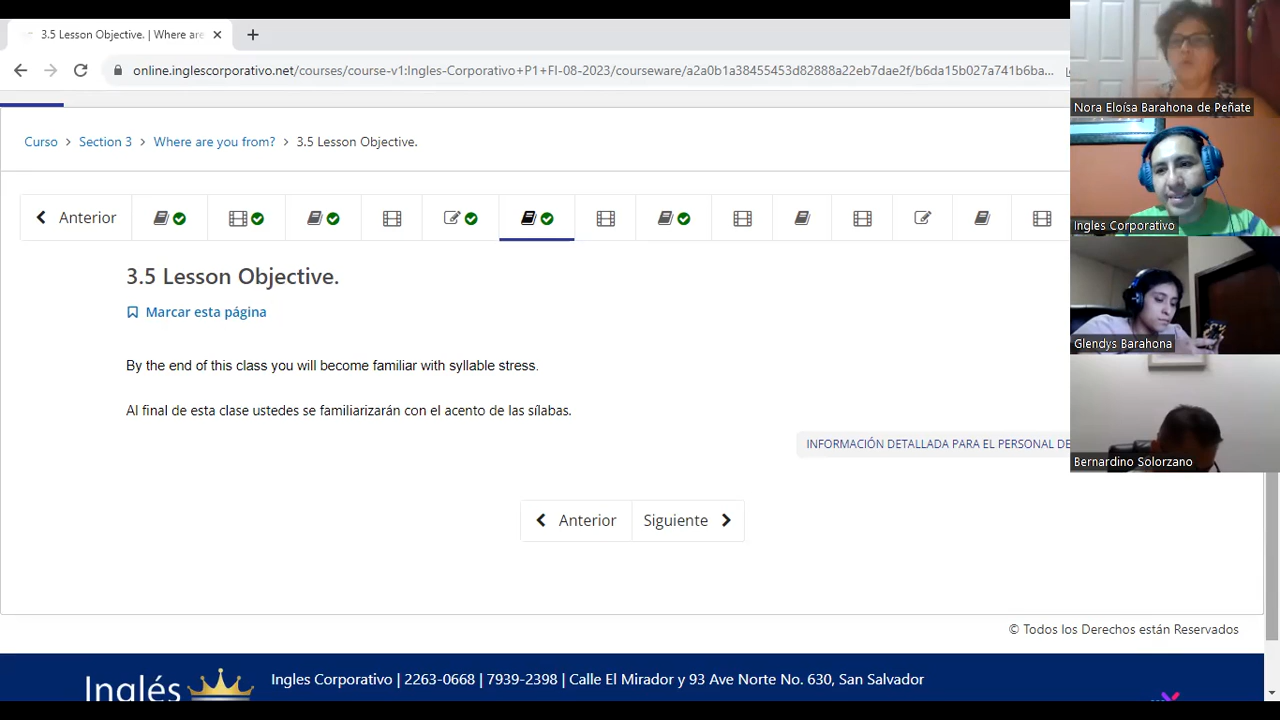 3.5 Lesson Objective. | Where are
online.inglescorporativo.net/courses/course-v1:Ingles-Corporativo+P1+FI-08-2023/courseware/a2a0b1a38455453d82888a22eb7dae2f/b6da15b027a741b6ba...
Curso > Section 3 > Where are you from? > 3.5 Lesson Objective.
Anterior
3.5 Lesson Objective.
Marcar esta página
By the end of this class you will become familiar with syllable stress.
Al final de esta clase ustedes se familiarizarán con el acento de las sílabas.
INFORMACIÓN DETALLADA PARA EL PERSONAL DE
Anterior Siguiente
© Todos los Derechos están Reservados
Inglés
Ingles Corporativo | 2263-0668 | 7939-2398 | Calle El Mirador y 93 Ave Norte No. 630, San Salvador
Nora Eloísa Barahona de Peñate
Ingles Corporativo
Glendys Barahona
Bernardino Solorzano